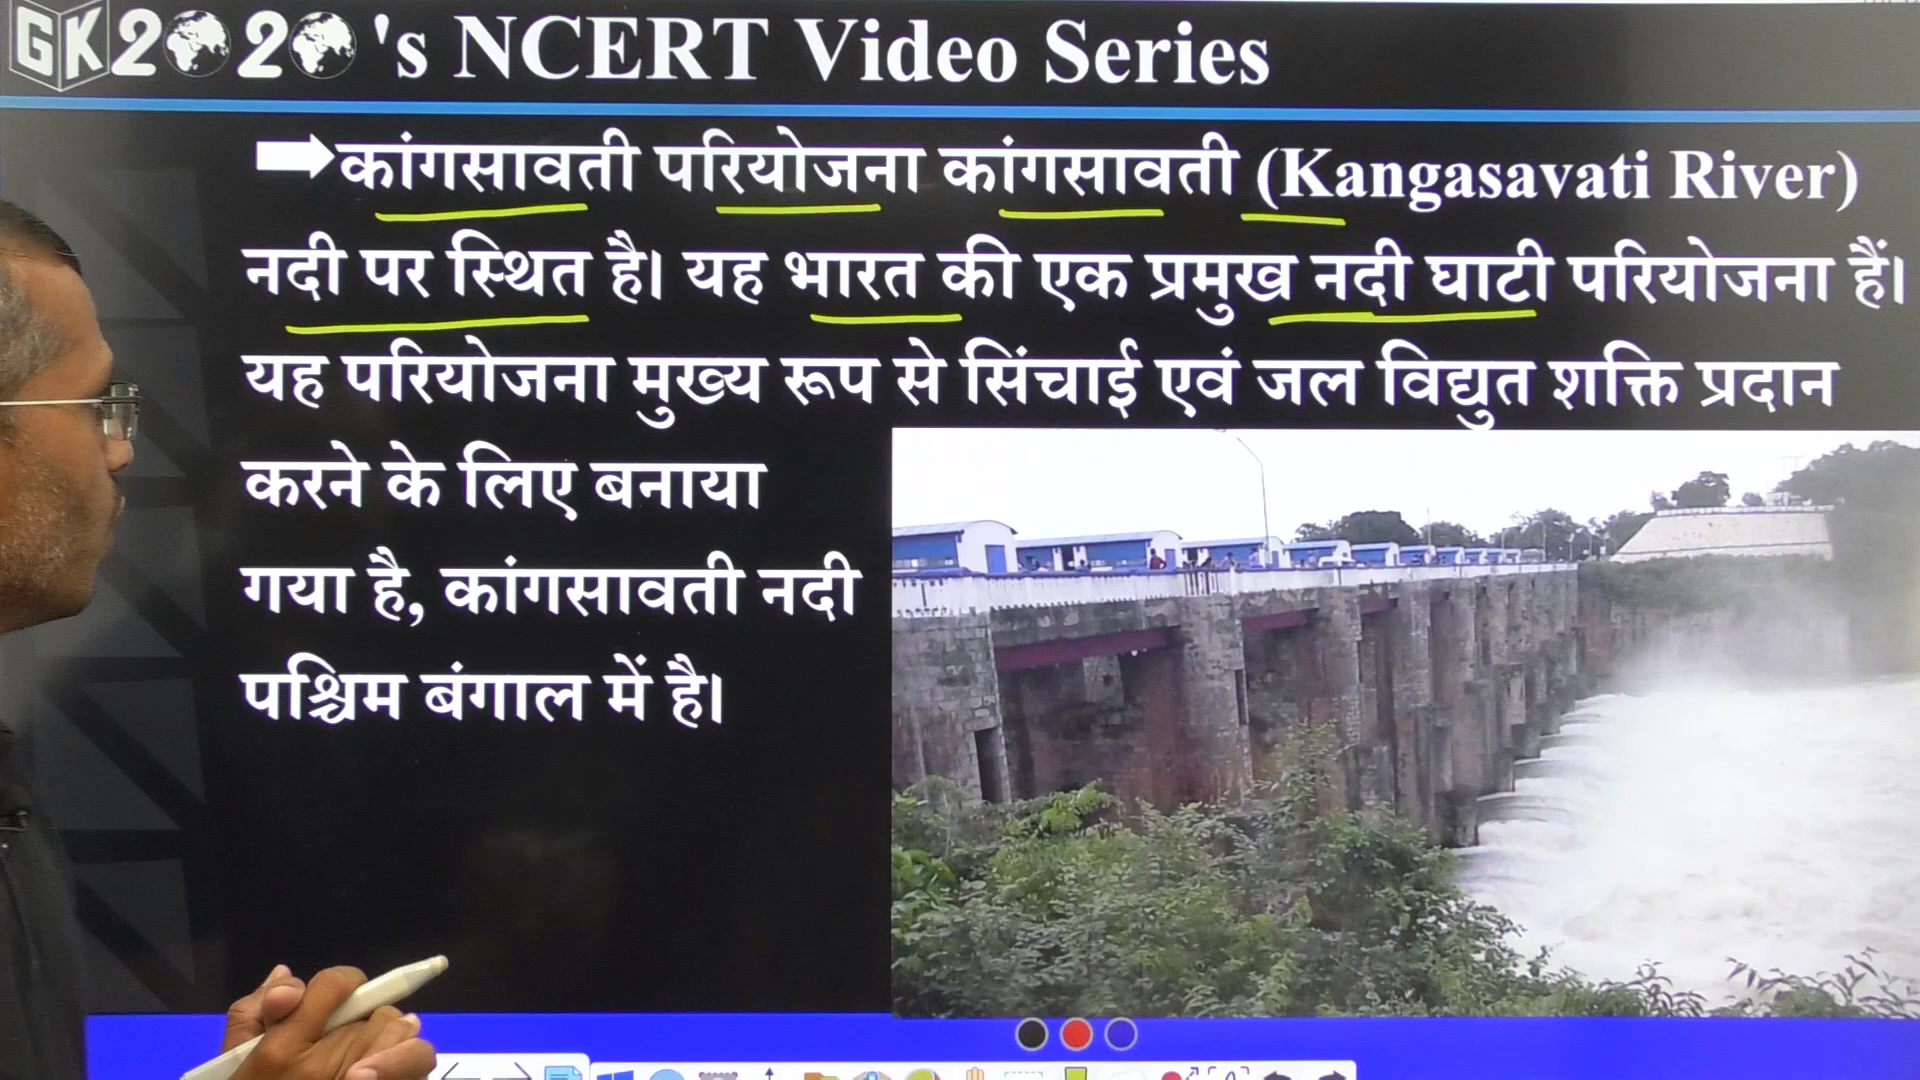 GK2020's NCERT Video Series
➡कांगसावती परियोजना कांगसावती (Kangasavati River)
नदी पर स्थित है। यह भारत की एक प्रमुख नदी घाटी परियोजना हैं।
यह परियोजना मुख्य रूप से सिंचाई एवं जल विद्युत शक्ति प्रदान
करने के लिए बनाया
गया है, कांगसावती नदी
पश्चिम बंगाल में है।